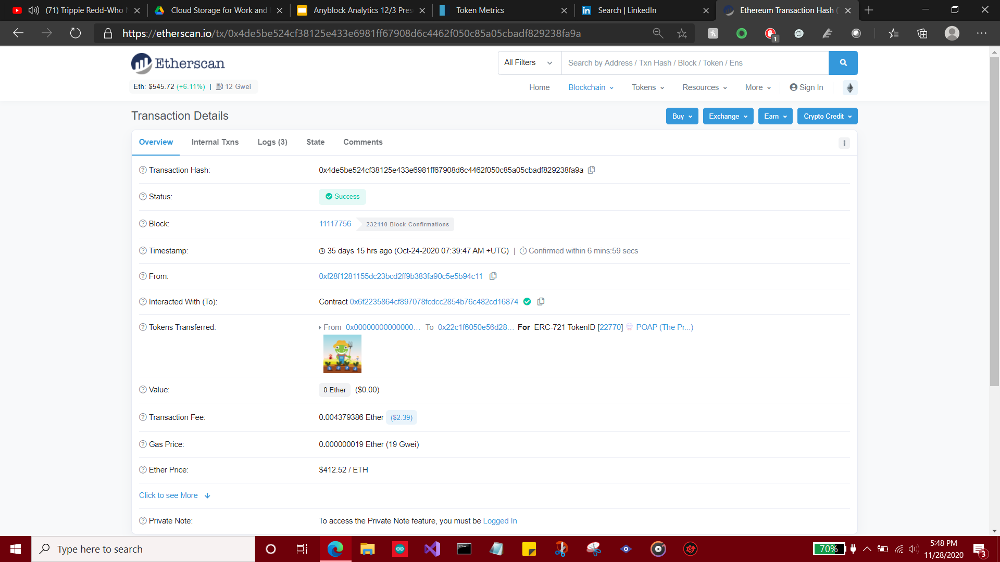 (71) Trippie Redd-Who
Cloud Storage for Work and
Anyblock Analytics 12/3 Pres
Token Metrics
Search | LinkedIn
Ethereum Transaction Hash (
https://etherscan.io/tx/0x4de5be524cf38125e433e6981ff67908d6c4462f050c85a05cbadf829238fa9a
1
Etherscan
All Filters
Search by Address / Txn Hash / Block / Token / Ens
Eth: $545.72 (+6.11%) | 12 Gwei
Home Blockchain Tokens Resources More Sign In
Transaction Details
Buy Exchange Earn Crypto Credit
Overview Internal Txns Logs (3) State Comments
Transaction Hash: 0x4de5be524cf38125e433e6981ff67908d6c4462f050c85a05cbadf829238fa9a
Status: Success
Block: 11117756 232110 Block Confirmations
Timestamp: 35 days 15 hrs ago (Oct-24-2020 07:39:47 AM +UTC) | Confirmed within 6 mins:59 secs
From: 0xf28f1281155dc23bcd2ff9b383fa90c5e5b94c11
Interacted With (To): Contract 0x6f2235864cf897078fcdcc2854b76c482cd16874
Tokens Transferred: From 0x00000000000000... To 0x22c1f6050e56d28... For ERC-721 TokenID [22770] POAP (The Pr...)
Value: 0 Ether ($0.00)
Transaction Fee: 0.004379386 Ether ($2.39)
Gas Price: 0.000000019 Ether (19 Gwei)
Ether Price: $412.52 / ETH
Click to see More
Private Note: To access the Private Note feature, you must be Logged In
Type here to search
70%
5:48 PM
11/28/2020
3